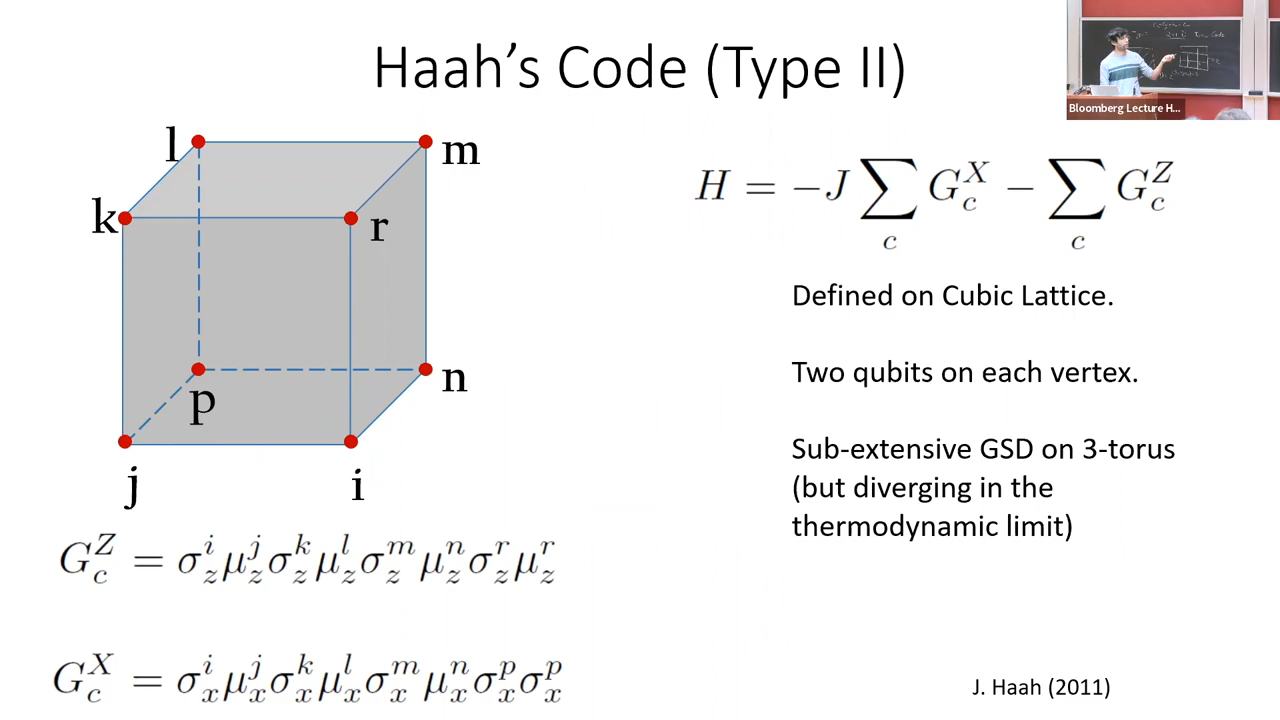 Haah's Code (Type II)
Bloomberg Lecture H...
l
m
k
r
p
n
j
i
H = −J ∑_c G_c^X − ∑_c G_c^Z
Defined on Cubic Lattice.
Two qubits on each vertex.
Sub-extensive GSD on 3-torus
(but diverging in the
thermodynamic limit)
G_c^Z = σ_z^i μ_z^j σ_z^k μ_z^l σ_z^m μ_z^n σ_z^r μ_z^r
G_c^X = σ_x^i μ_x^j σ_x^k μ_x^l σ_x^m μ_x^n σ_x^p σ_x^p
J. Haah (2011)